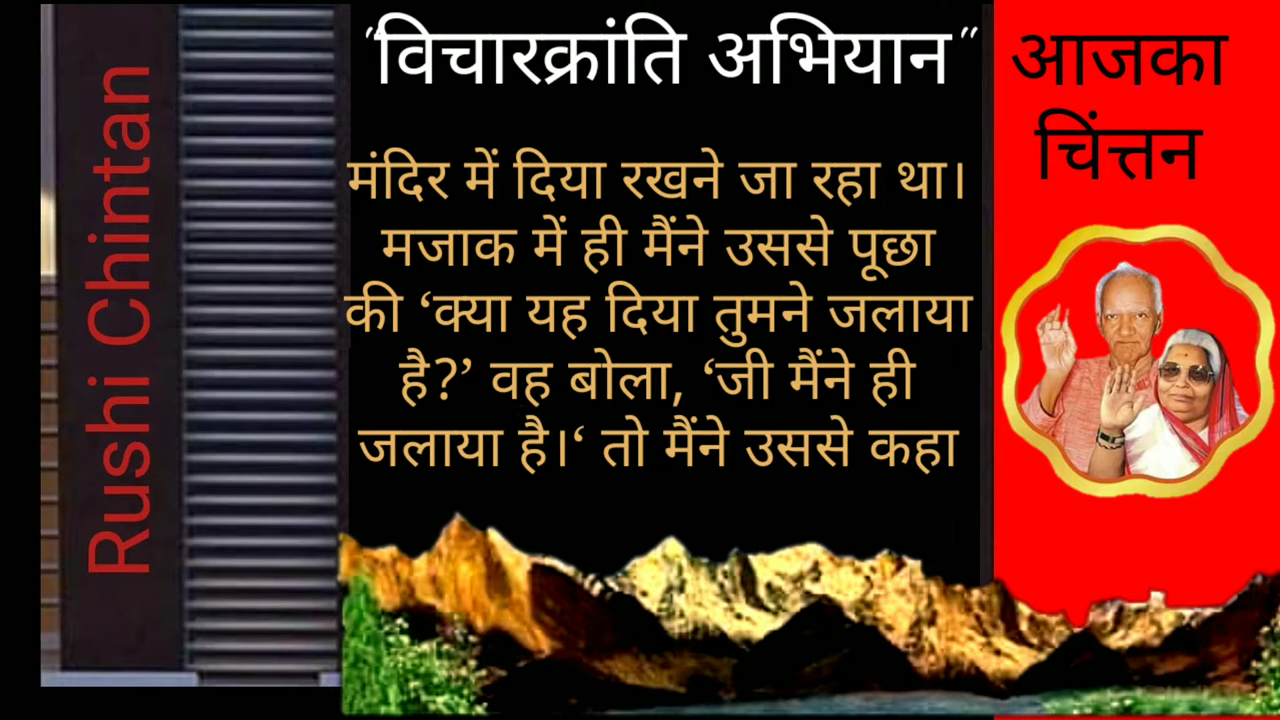 Rushi Chintan
"विचारक्रांति अभियान"
मंदिर में दिया रखने जा रहा था।
मजाक में ही मैंने उससे पूछा
की ‘क्या यह दिया तुमने जलाया
है?’ वह बोला, ‘जी मैंने ही
जलाया है।‘ तो मैंने उससे कहा
आजका
चिंत्तन